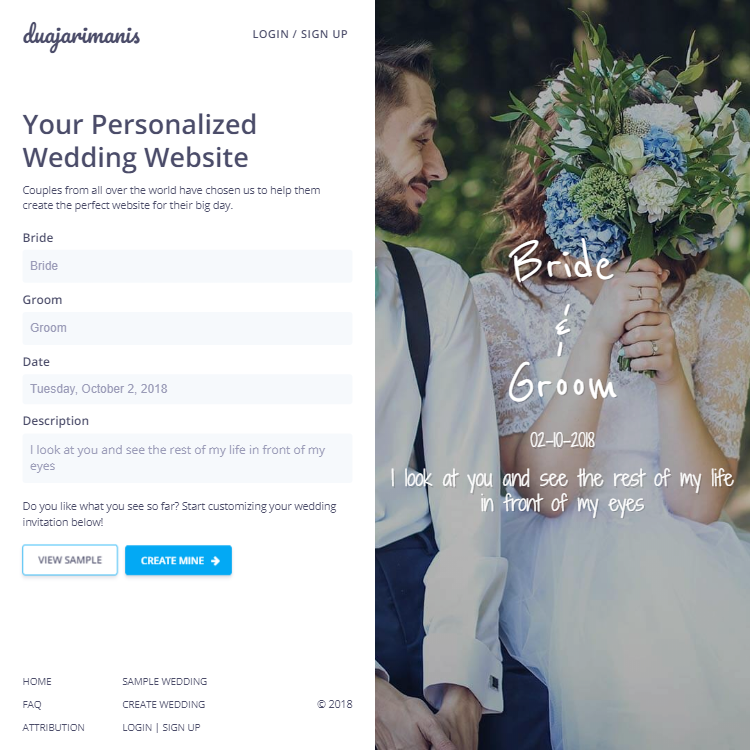 duajarimanis
LOGIN / SIGN UP
Your Personalized
Wedding Website
Couples from all over the world have chosen us to help them
create the perfect website for their big day.
Bride
Bride
Groom
Groom
Date
Tuesday, October 2, 2018
Description
I look at you and see the rest of my life in front of my
eyes
Do you like what you see so far? Start customizing your wedding
invitation below!
VIEW SAMPLE
CREATE MINE →
HOME
SAMPLE WEDDING
FAQ
CREATE WEDDING
© 2018
ATTRIBUTION
LOGIN | SIGN UP
Bride
&
Groom
02-10-2018
I look at you and see the rest of my life
in front of my eyes